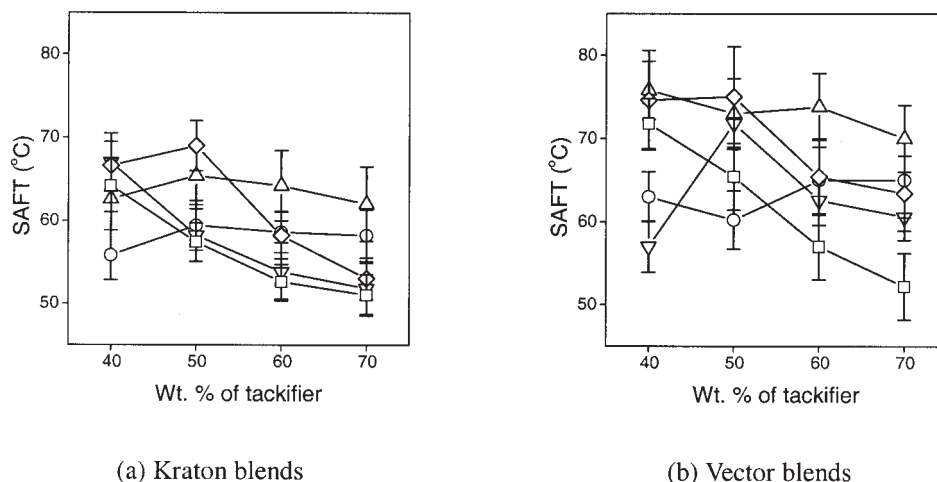 80
70
60
50
SAFT (°C)
40 50 60 70
Wt. % of tackifier
(a) Kraton blends
80
70
60
50
SAFT (°C)
40 50 60 70
Wt. % of tackifier
(b) Vector blends